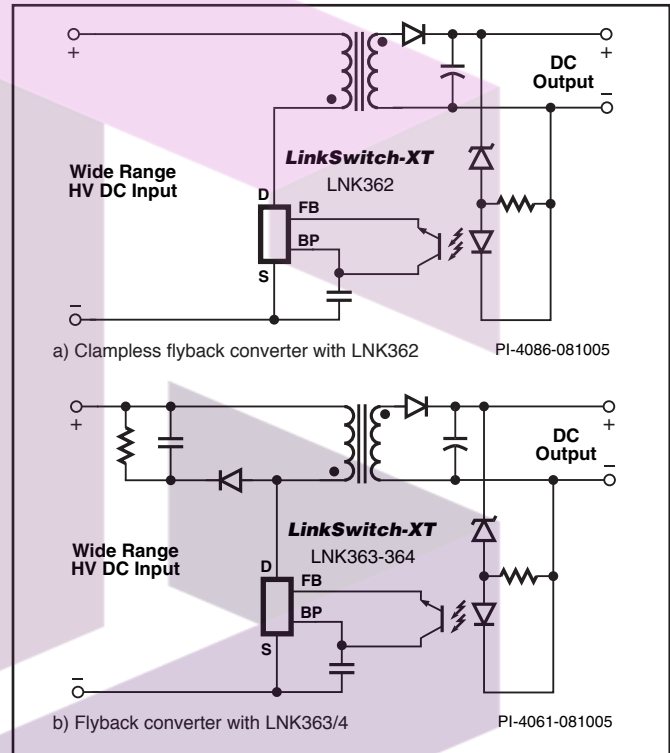 +
+
DC
Output
–
LinkSwitch-XT
LNK362
Wide Range
HV DC Input
D
FB
BP
S
–
a) Clampless flyback converter with LNK362
PI-4086-081005
+
+
DC
Output
–
LinkSwitch-XT
LNK363-364
Wide Range
HV DC Input
D
FB
BP
S
–
b) Flyback converter with LNK363/4
PI-4061-081005